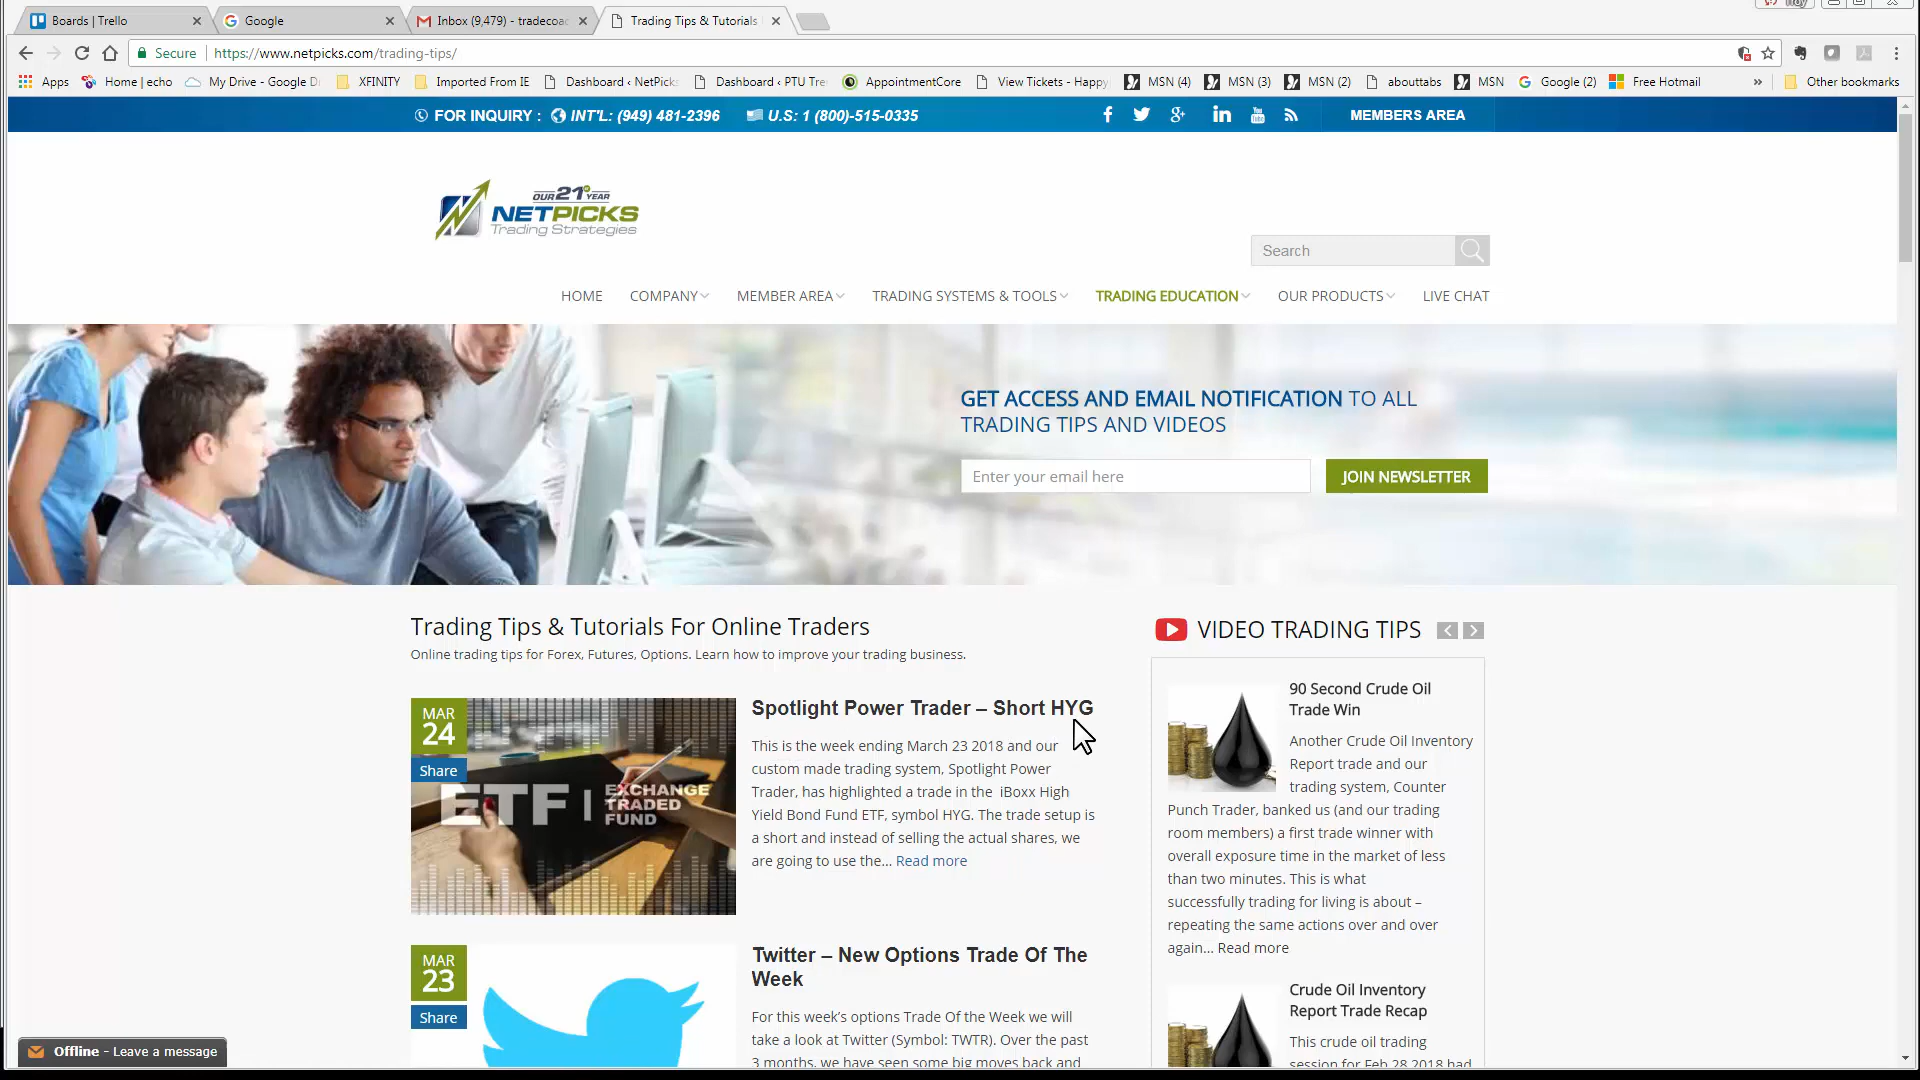 Boards | Trello
Google
Inbox (9,479) - tradecoac
Trading Tips & Tutorials
Troy
Secure
https://www.netpicks.com/trading-tips/
Apps
Home | echo
My Drive - Google D
XFINITY
Imported From IE
Dashboard ‹ NetPick
Dashboard ‹ PTU Tre
AppointmentCore
View Tickets - Happy
MSN (4)
MSN (3)
MSN (2)
abouttabs
MSN
Google (2)
Free Hotmail
»
Other bookmarks
FOR INQUIRY : INT'L: (949) 481-2396 U.S: 1 (800)-515-0335
MEMBERS AREA
OUR 21st YEAR
NETPICKS
Trading Strategies
Search
HOME COMPANY MEMBER AREA TRADING SYSTEMS & TOOLS TRADING EDUCATION OUR PRODUCTS LIVE CHAT
GET ACCESS AND EMAIL NOTIFICATION TO ALL
TRADING TIPS AND VIDEOS
Enter your email here
JOIN NEWSLETTER
Trading Tips & Tutorials For Online Traders
Online trading tips for Forex, Futures, Options. Learn how to improve your trading business.
MAR
24
Share
ETF | EXCHANGE
TRADED
FUND
Spotlight Power Trader – Short HYG
This is the week ending March 23 2018 and our
custom made trading system, Spotlight Power
Trader, has highlighted a trade in the iBoxx High
Yield Bond Fund ETF, symbol HYG. The trade setup is
a short and instead of selling the actual shares, we
are going to use the... Read more
MAR
23
Share
Twitter – New Options Trade Of The
Week
For this week's options Trade Of the Week we will
take a look at Twitter (Symbol: TWTR). Over the past
3 months, we have seen some big moves back and
VIDEO TRADING TIPS
90 Second Crude Oil
Trade Win
Another Crude Oil Inventory
Report trade and our
trading system, Counter
Punch Trader, banked us (and our trading
room members) a first trade winner with
overall exposure time in the market of less
than two minutes. This is what
successfully trading for living is about –
repeating the same actions over and over
again... Read more
Crude Oil Inventory
Report Trade Recap
This crude oil trading
session for Feb 28 2018 had
Offline - Leave a message